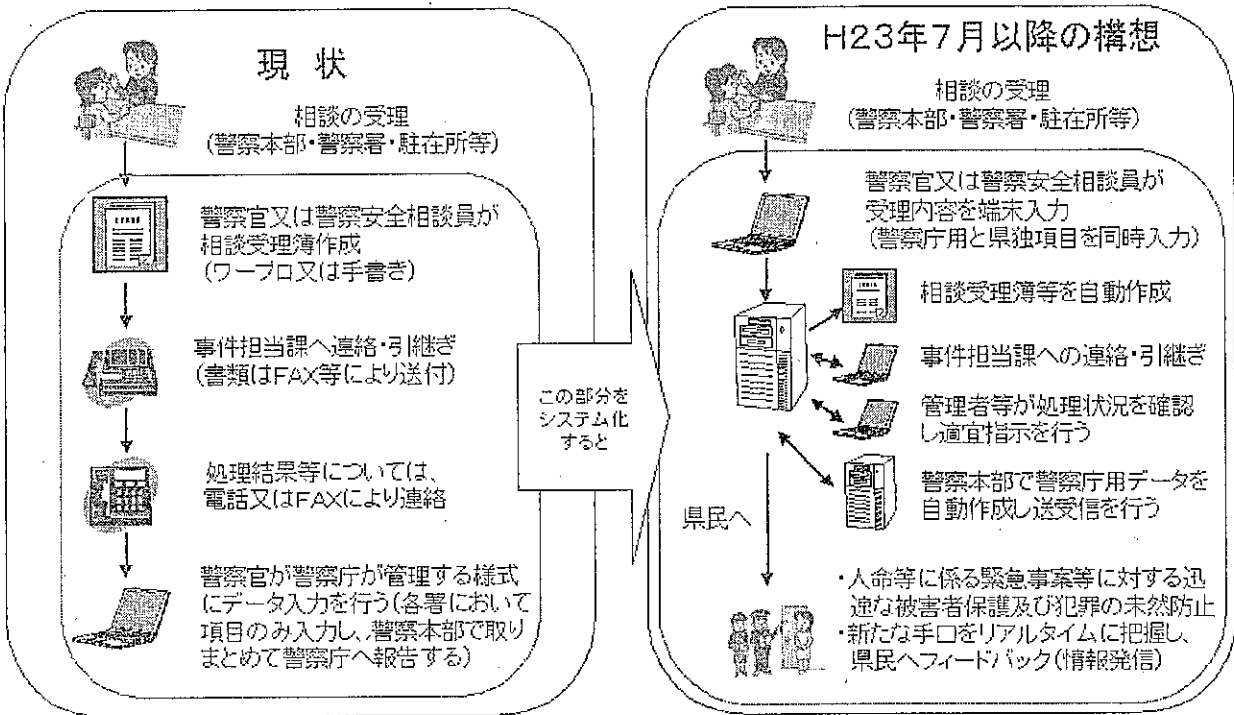 現 状
相談の受理
(警察本部・警察署・駐在所等)
警察官又は警察安全相談員が
相談受理簿作成
(ワープロ又は手書き)
事件担当課へ連絡・引継ぎ
(書類はFAX等により送付)
処理結果等については、
電話又はFAXにより連絡
警察官が警察庁が管理する様式
にデータ入力を行う(各署において
項目のみ入力し、警察本部で取り
まとめて警察庁へ報告する)
この部分を
システム化
すると
H23年7月以降の構想
相談の受理
(警察本部・警察署・駐在所等)
警察官又は警察安全相談員が
受理内容を端末入力
(警察庁用と県独項目を同時入力)
相談受理簿等を自動作成
事件担当課への連絡・引継ぎ
管理者等が処理状況を確認
し適宜指示を行う
警察本部で警察庁用データを
自動作成し送受信を行う
県民へ
・人命等に係る緊急事案等に対する迅
速な被害者保護及び犯罪の未然防止
・新たな手口をリアルタイムに把握し、
県民へフィードバック(情報発信)